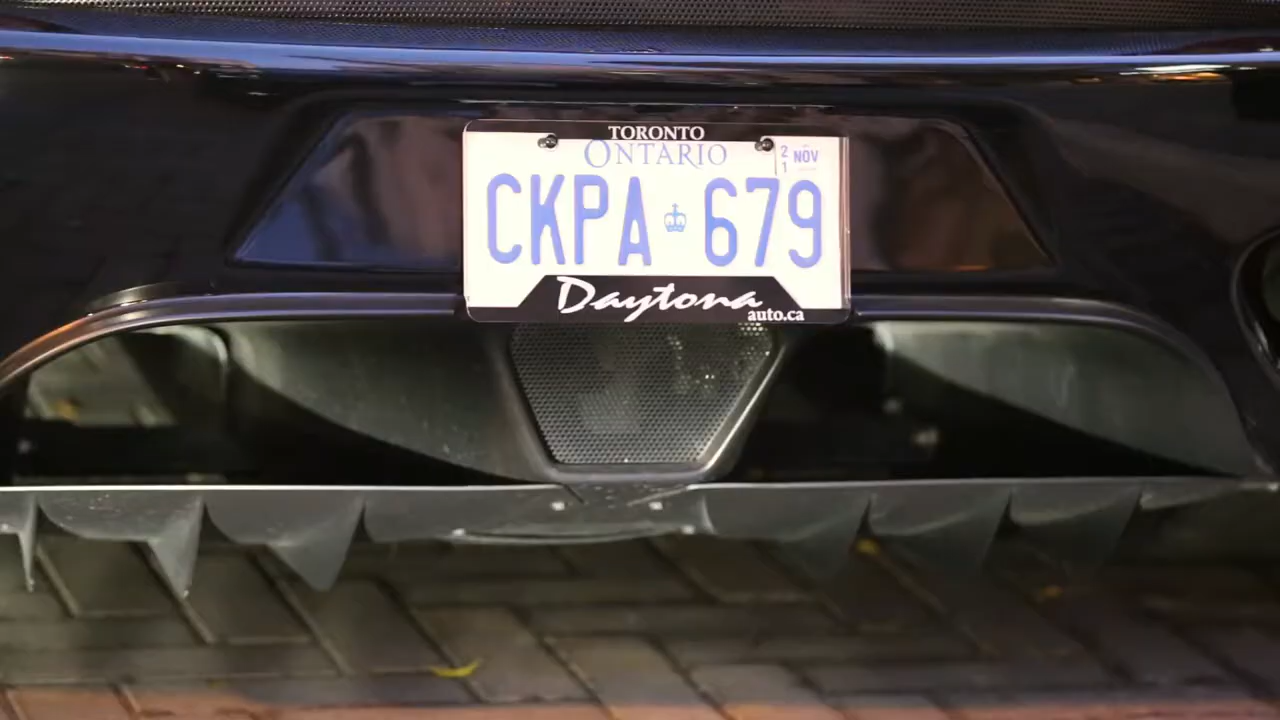 TORONTO
ONTARIO
21 NOV
CKPA 679
Daytona
auto.ca